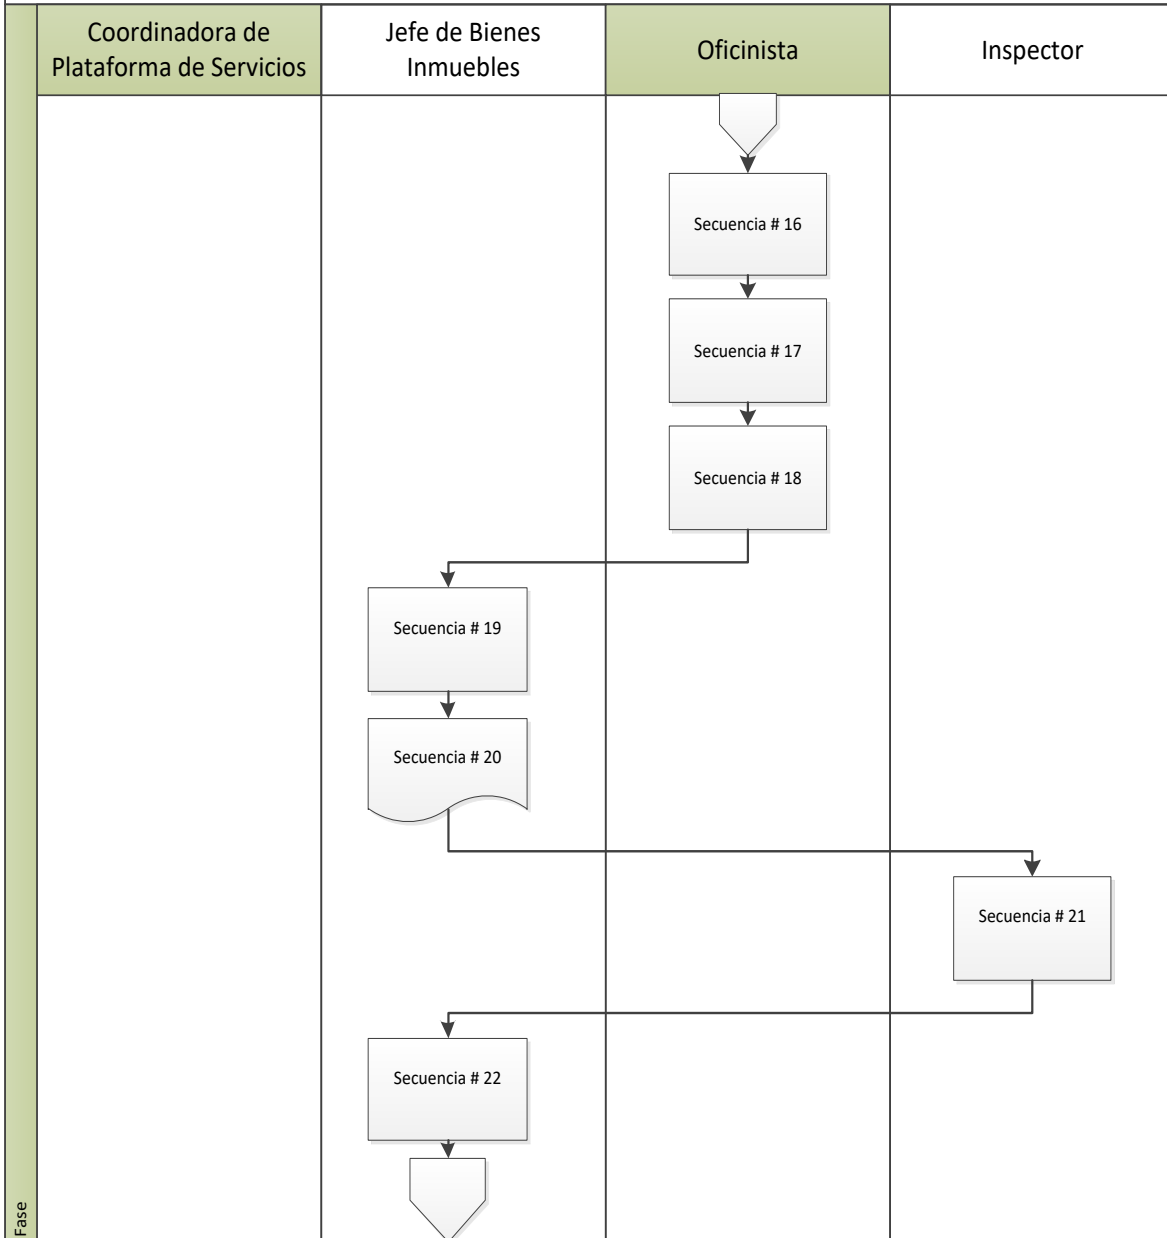 Coordinadora de
Plataforma de Servicios
Jefe de Bienes
Inmuebles
Oficinista
Inspector
Secuencia # 16
Secuencia # 17
Secuencia # 18
Secuencia # 19
Secuencia # 20
Secuencia # 21
Secuencia # 22
Fase